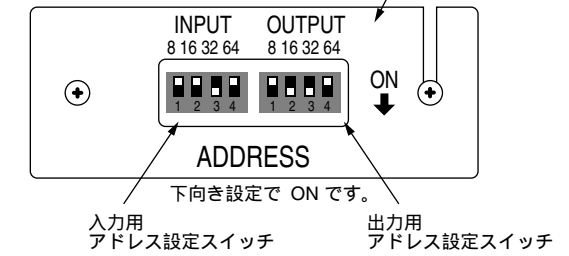 INPUT OUTPUT
8 16 32 64 8 16 32 64
ON
1 2 3 4 1 2 3 4
ADDRESS
下向き設定で ON です。
入力用
アドレス設定スイッチ
出力用
アドレス設定スイッチ